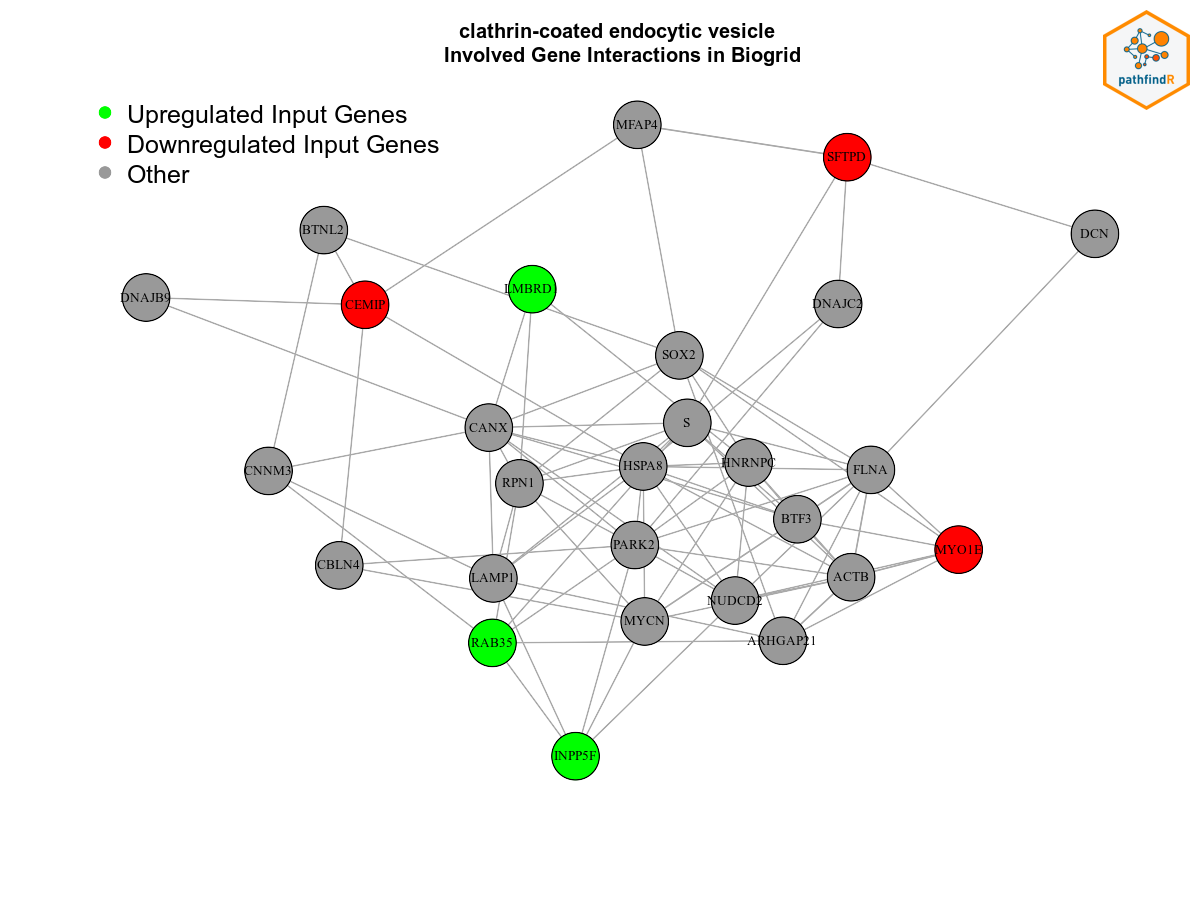 clathrin-coated endocytic vesicle
Involved Gene Interactions in Biogrid
pathfindR
Upregulated Input Genes
Downregulated Input Genes
Other
MFAP4
SFTPD
BTNL2
DCN
DNAJB9
CEMIP
LMBRD1
DNAJC2
SOX2
CANX
S
CNNM3
RPN1
HSPA8
HNRNPC
FLNA
BTF3
PARK2
MYO1E
CBLN4
LAMP1
ACTB
NUDCD2
MYCN
RAB35
ARHGAP21
INPP5F